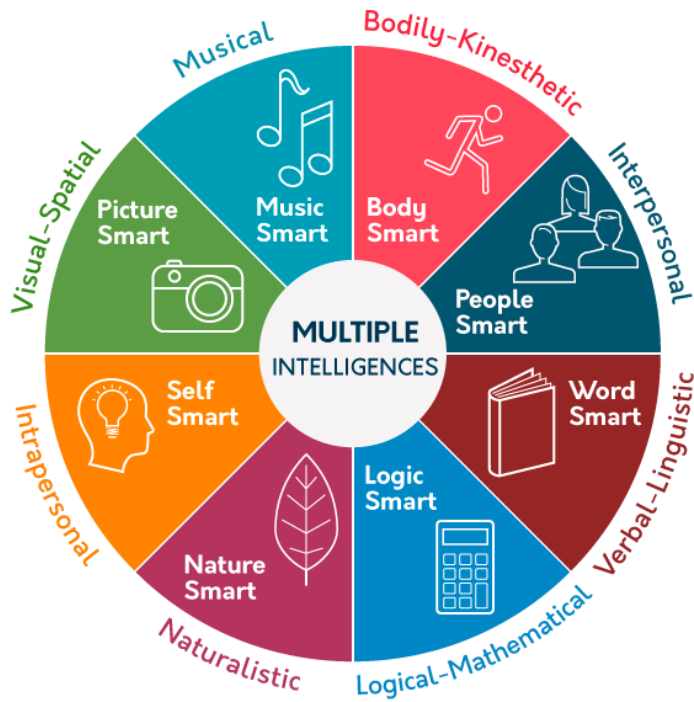 Musical
Bodily-Kinesthetic
Interpersonal
Verbal-Linguistic
Logical-Mathematical
Naturalistic
Intrapersonal
Visual-Spatial
Music
Smart
Body
Smart
People
Smart
Word
Smart
Logic
Smart
Nature
Smart
Self
Smart
Picture
Smart
MULTIPLE
INTELLIGENCES